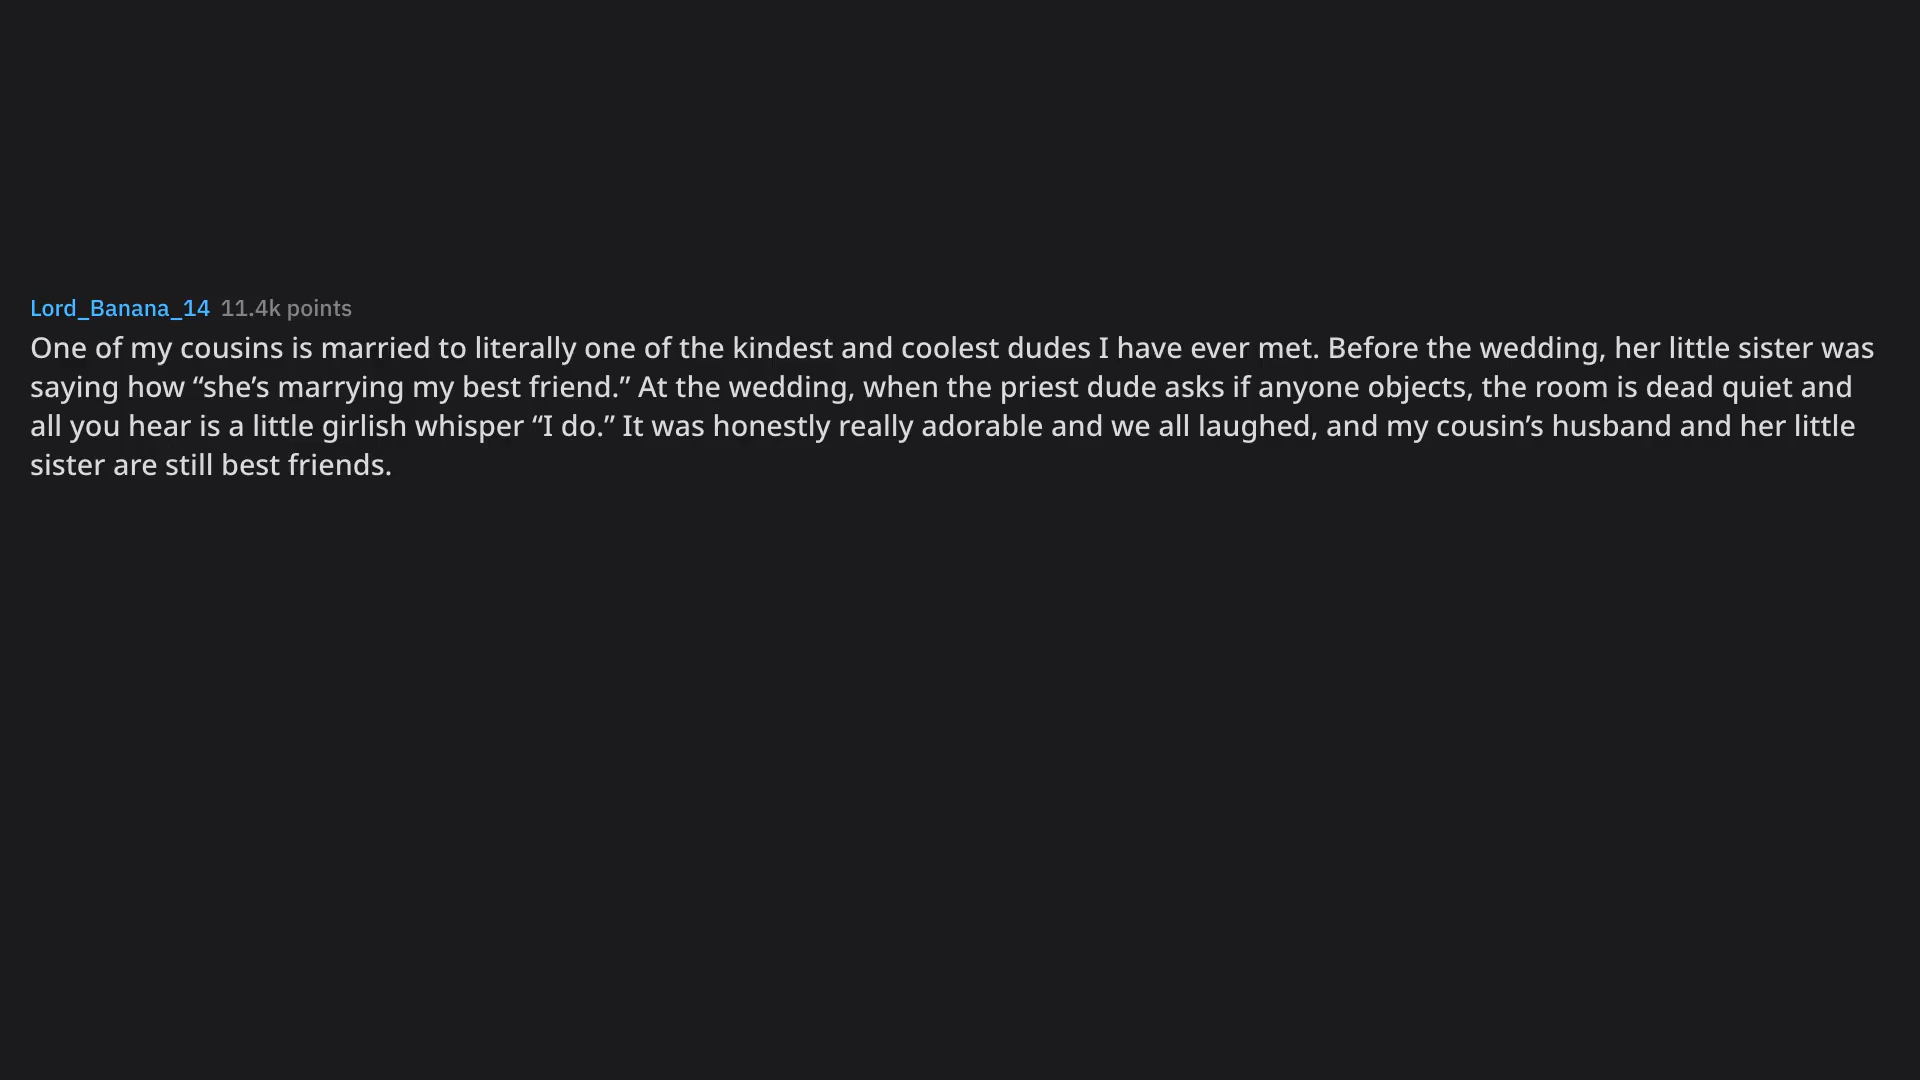 Lord_Banana_14 11.4k points
One of my cousins is married to literally one of the kindest and coolest dudes I have ever met. Before the wedding, her little sister was
saying how “she’s marrying my best friend.” At the wedding, when the priest dude asks if anyone objects, the room is dead quiet and
all you hear is a little girlish whisper “I do.” It was honestly really adorable and we all laughed, and my cousin’s husband and her little
sister are still best friends.